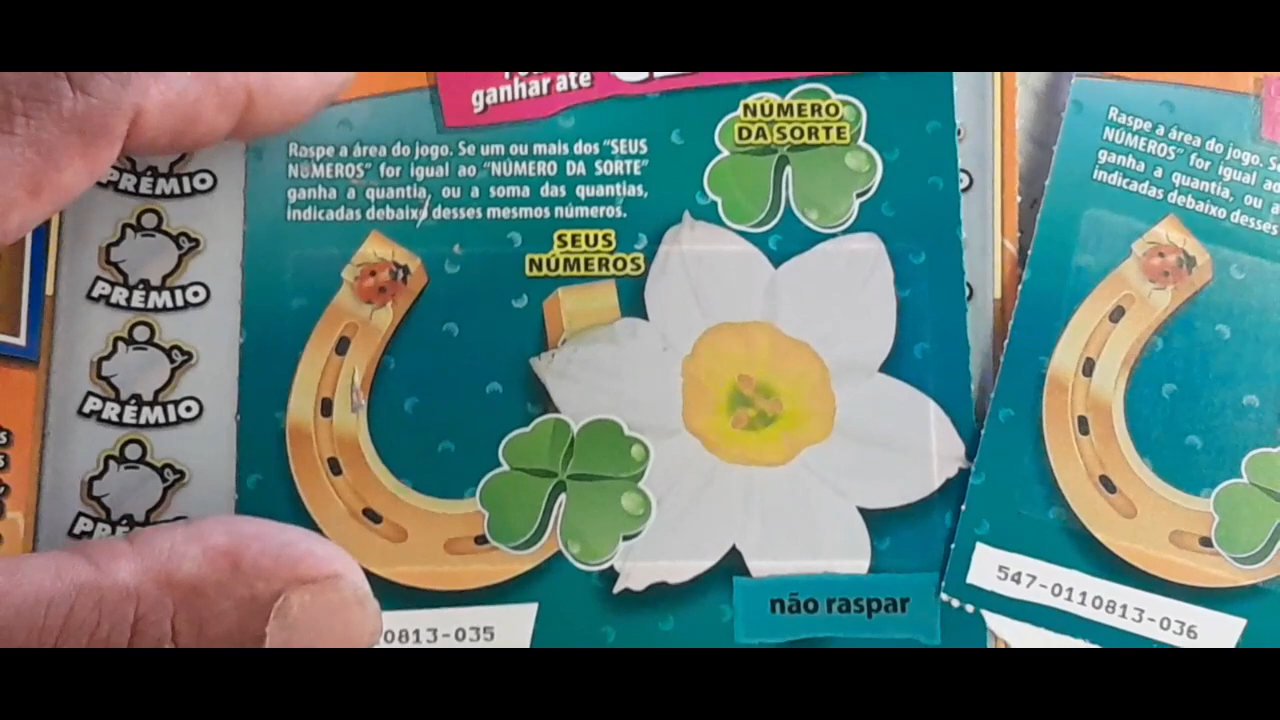 ganhar até
NÚMERO
DA SORTE
Raspe a área do jogo. Se um ou mais dos “SEUS
NÚMEROS” for igual ao “NÚMERO DA SORTE”
ganha a quantia, ou a soma das quantias,
indicadas debaixo desses mesmos números.
SEUS
NÚMEROS
PRÉMIO
PRÉMIO
PRÉMIO
não raspar
0813-035
Raspe a área do jogo.
NÚMEROS” for igual
ganha a quantia, ou a
indicadas debaixo desses
547-0110813-036